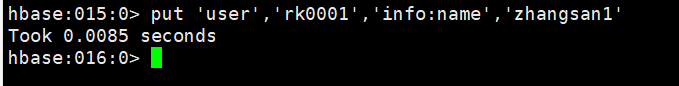 hbase:015:0> put 'user','rk0001','info:name','zhangsan1'
Took 0.0085 seconds
hbase:016:0>